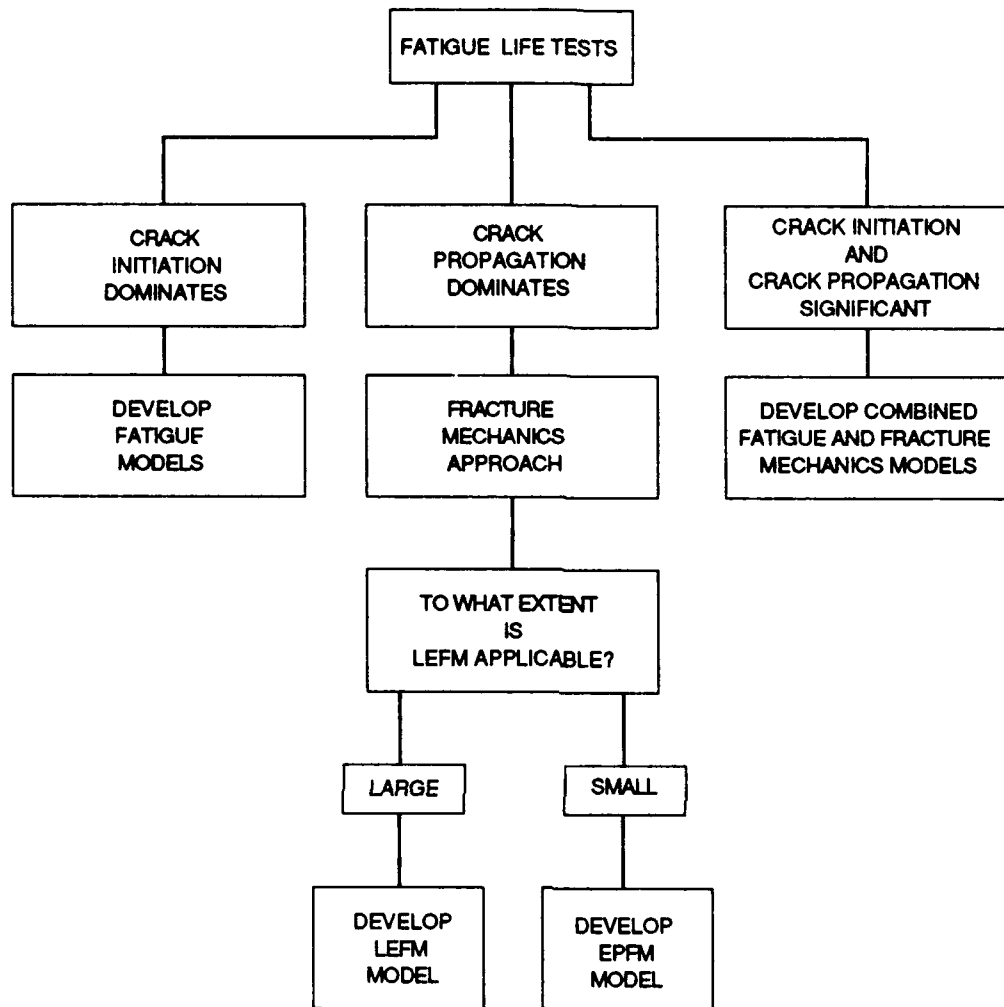 FATIGUE LIFE TESTS
CRACK
INITIATION
DOMINATES
CRACK
PROPAGATION
DOMINATES
CRACK INITIATION
AND
CRACK PROPAGATION
SIGNIFICANT
DEVELOP
FATIGUE
MODELS
FRACTURE
MECHANICS
APPROACH
DEVELOP COMBINED
FATIGUE AND FRACTURE
MECHANICS MODELS
TO WHAT EXTENT
IS
LEFM APPLICABLE?
LARGE
SMALL
DEVELOP
LEFM
MODEL
DEVELOP
EPFM
MODEL